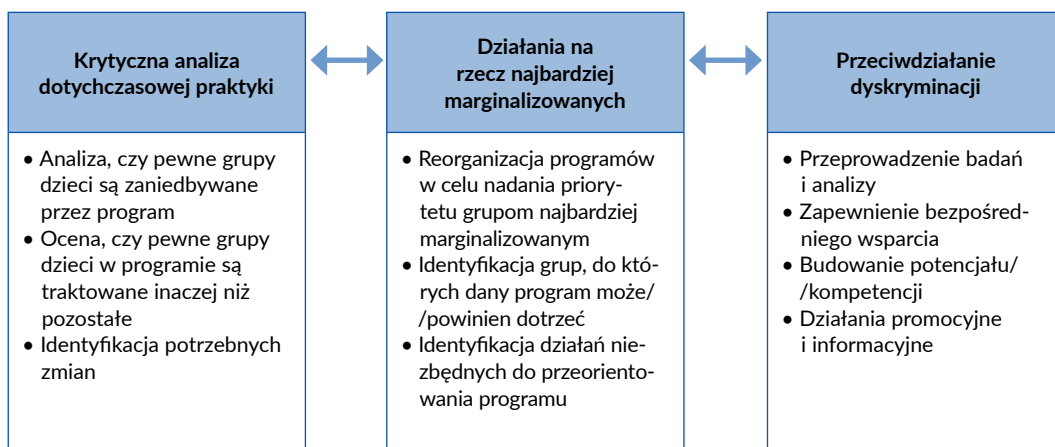 Krytyczna analiza
dotychczasowej praktyki
• Analiza, czy pewne grupy
dzieci są zaniedbywane
przez program
• Ocena, czy pewne grupy
dzieci w programie są
traktowane inaczej niż
pozostałe
• Identyfikacja potrzebnych
zmian
Działania na
rzecz najbardziej
marginalizowanych
• Reorganizacja programów
w celu nadania priory-
tetu grupom najbardziej
marginalizowanym
• Identyfikacja grup, do któ-
rych dany program może/
/powinien dotrzeć
• Identyfikacja działań nie-
zbędnych do przeoriento-
wania programu
Przeciwdziałanie
dyskryminacji
• Przeprowadzenie badań
i analizy
• Zapewnienie bezpośred-
niego wsparcia
• Budowanie potencjału/
/kompetencji
• Działania promocyjne
i informacyjne